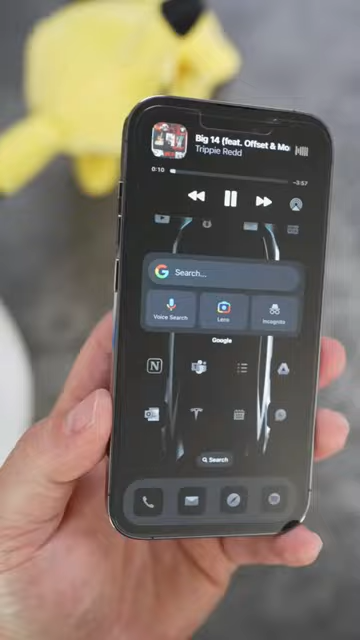 Big 14 (feat. Offset & Mo
Trippie Redd
0:10
-3:57
Search...
Voice Search
Lens
Incognito
Google
N
Search